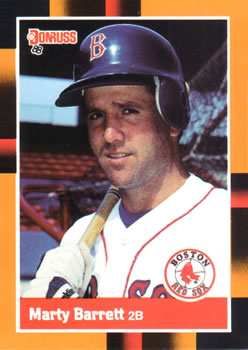 DONRUSS
'88
B
BOSTON
RED SOX
Marty Barrett 2B